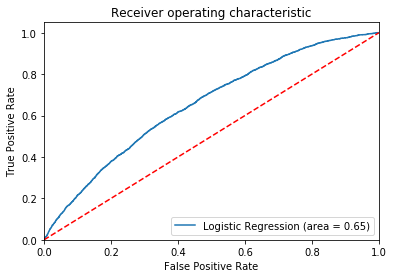 Receiver operating characteristic
True Positive Rate
1.0
0.8
0.6
0.4
0.2
0.0
Logistic Regression (area = 0.65)
0.0 0.2 0.4 0.6 0.8 1.0
False Positive Rate